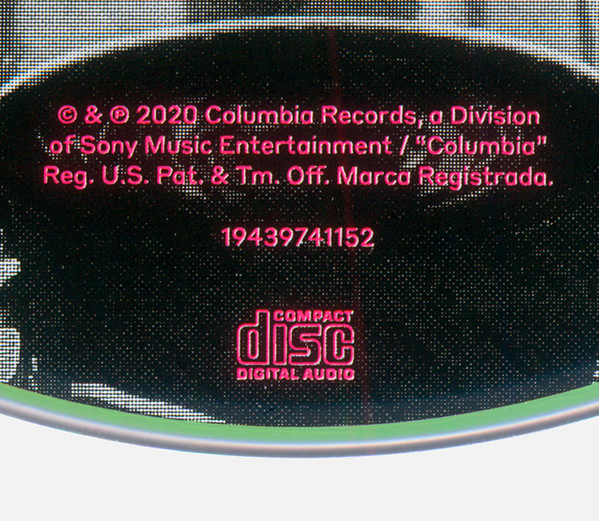 © & ℗ 2020 Columbia Records, a Division
of Sony Music Entertainment / “Columbia”
Reg. U.S. Pat. & Tm. Off. Marca Registrada.
19439741152
COMPACT
disc
DIGITAL AUDIO